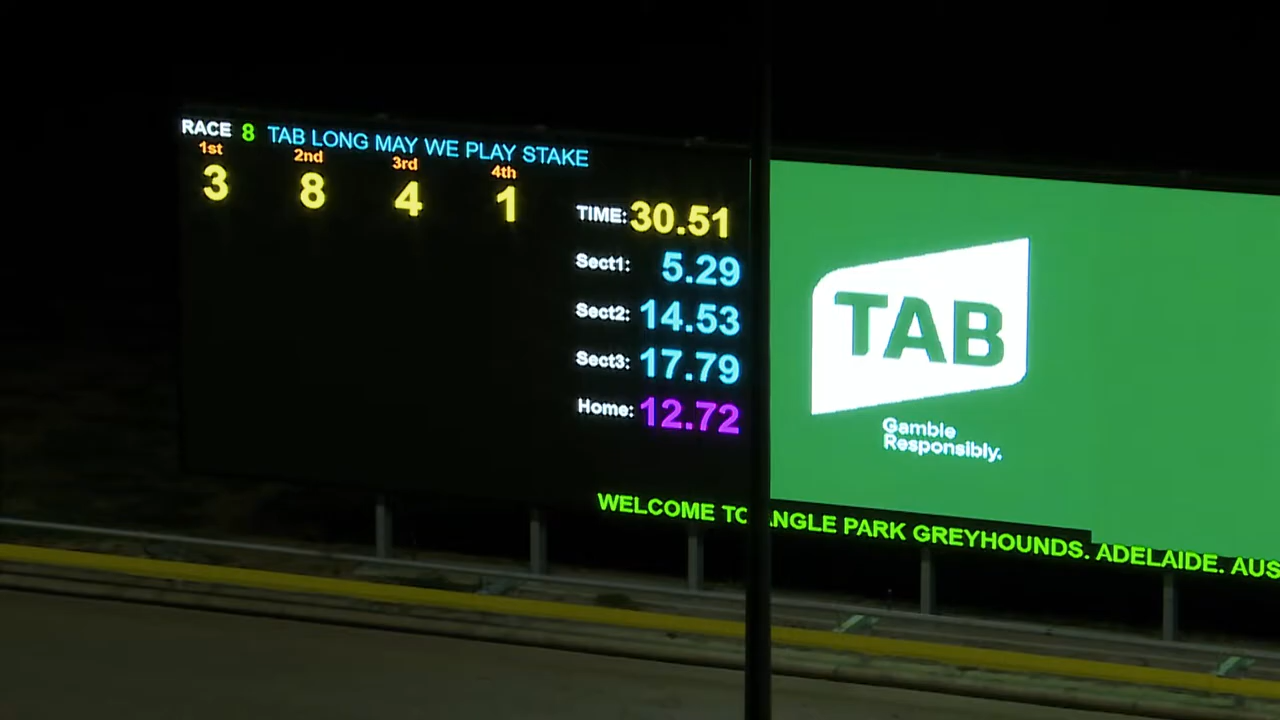 RACE 8 TAB LONG MAY WE PLAY STAKE
1st 2nd 3rd 4th
3 8 4 1
TIME: 30.51
Sect1: 5.29
Sect2: 14.53
Sect3: 17.79
Home: 12.72
TAB
Gamble
Responsibly.
WELCOME TO ANGLE PARK GREYHOUNDS. ADELAIDE. AUS